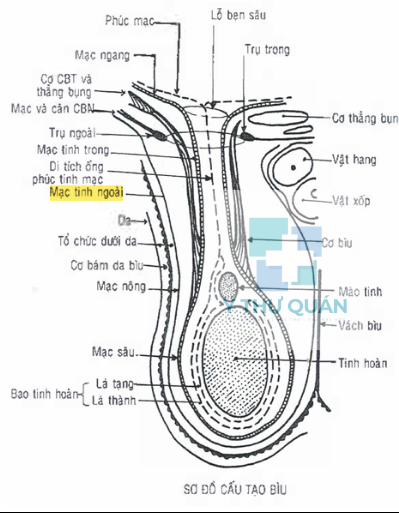 Phúc mạc
Lỗ bẹn sâu
Mạc ngang
Trụ trong
Cơ CBT và
thẳng bụng
Mạc và cân CBN
Cơ thẳng bụn
Trụ ngoài
Mạc tinh trong
Di tích ống
phúc tinh mạc
Mạc tinh ngoài
Vật hang
Vật xốp
Da
Tổ chức dưới da
Cơ bìu
Cơ bám da bìu
Mạc nông
Mào tinh
Y THƯ QUÁN
Vách bìu
Mạc sâu
Tinh hoàn
Bao tinh hoàn
Lá tạng
Lá thành
SƠ ĐỒ CẤU TẠO BÌU